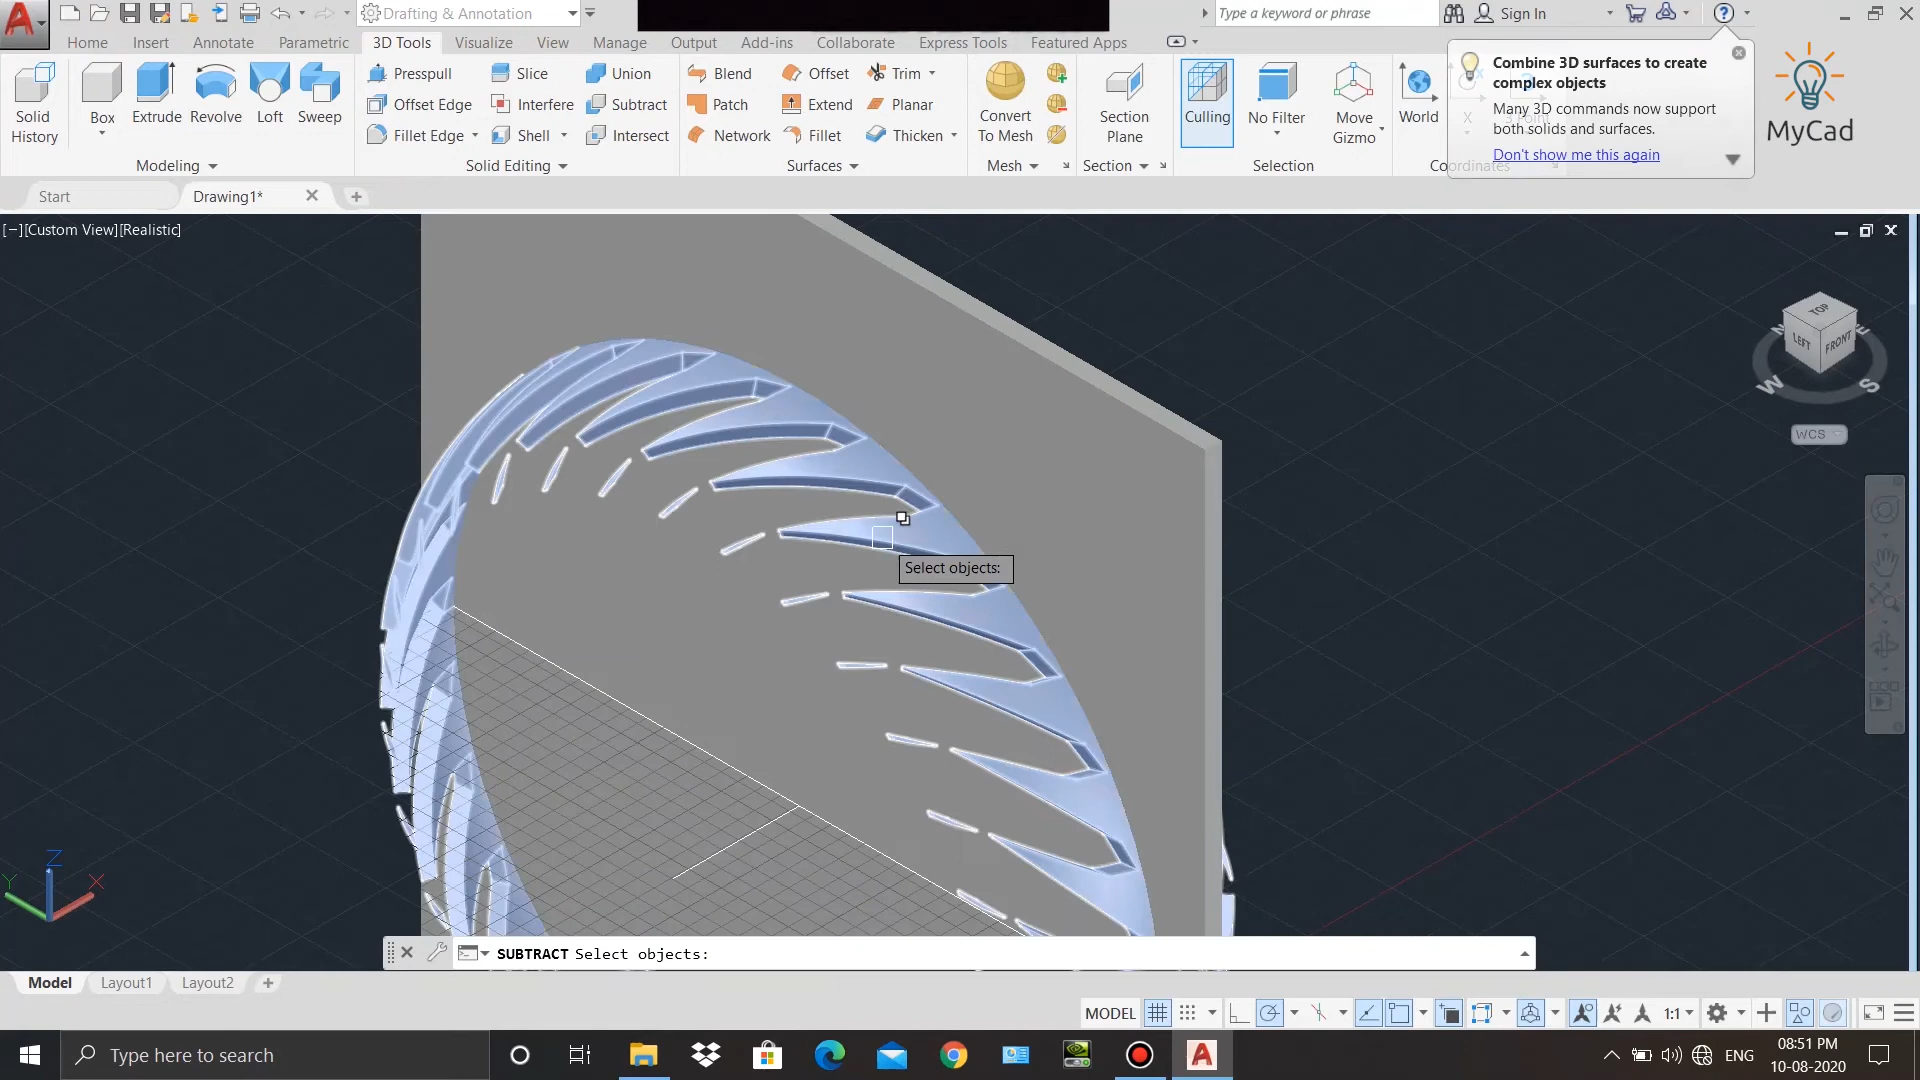 Drafting & Annotation
Type a keyword or phrase
Sign In
Home Insert Annotate Parametric 3D Tools Visualize View Manage Output Add-ins Collaborate Express Tools Featured Apps
Solid History
Box
Extrude
Revolve
Loft
Sweep
Modeling
Presspull
Offset Edge
Fillet Edge
Slice
Interfere
Shell
Union
Subtract
Intersect
Solid Editing
Blend
Patch
Network
Offset
Extend
Fillet
Trim
Planar
Thicken
Surfaces
Convert To Mesh
Mesh
Section Plane
Section
Culling
No Filter
Move Gizmo
Selection
World
X
Coordinates
Combine 3D surfaces to create
complex objects
Many 3D commands now support
both solids and surfaces.
Don't show me this again
MyCad
Start
Drawing1*
[−][Custom View][Realistic]
TOP
LEFT
FRONT
N
E
W
S
WCS
Select objects:
Z
Y
X
SUBTRACT Select objects:
Model Layout1 Layout2
MODEL
1:1
Type here to search
ENG
08:51 PM
10-08-2020